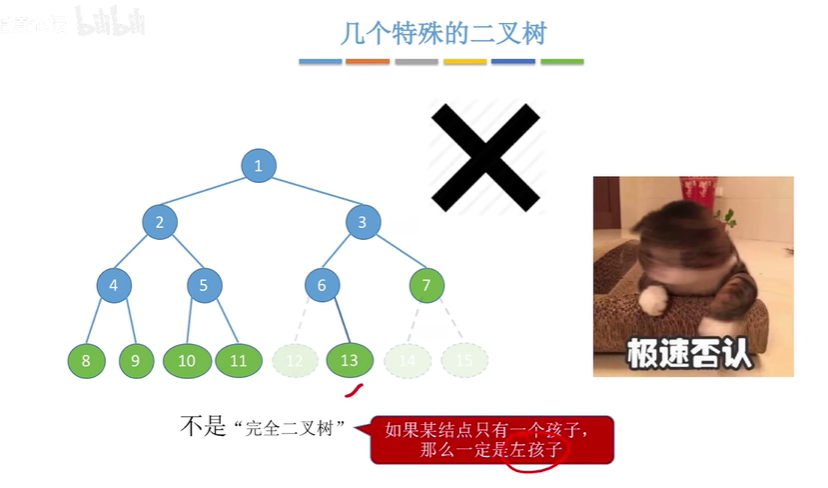 bilibili
几个特殊的二叉树
1
2
3
4
5
6
7
8
9
10
11
12
13
14
15
极速否认
不是“完全二叉树”
如果某结点只有一个孩子，
那么一定是左孩子